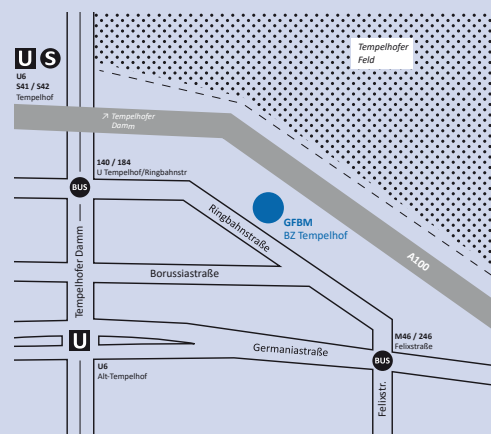 U S
U6
S41 / S42
Tempelhof
Tempelhofer
Feld
↗ Tempelhofer
Damm
140 / 184
U Tempelhof/Ringbahnstr
BUS
Ringbahnstraße
GFBM
BZ Tempelhof
A100
Tempelhofer Damm
Borussiastraße
U
U6
Alt-Tempelhof
Germaniastraße
M46 / 246
Felixstraße
BUS
Felixstr.